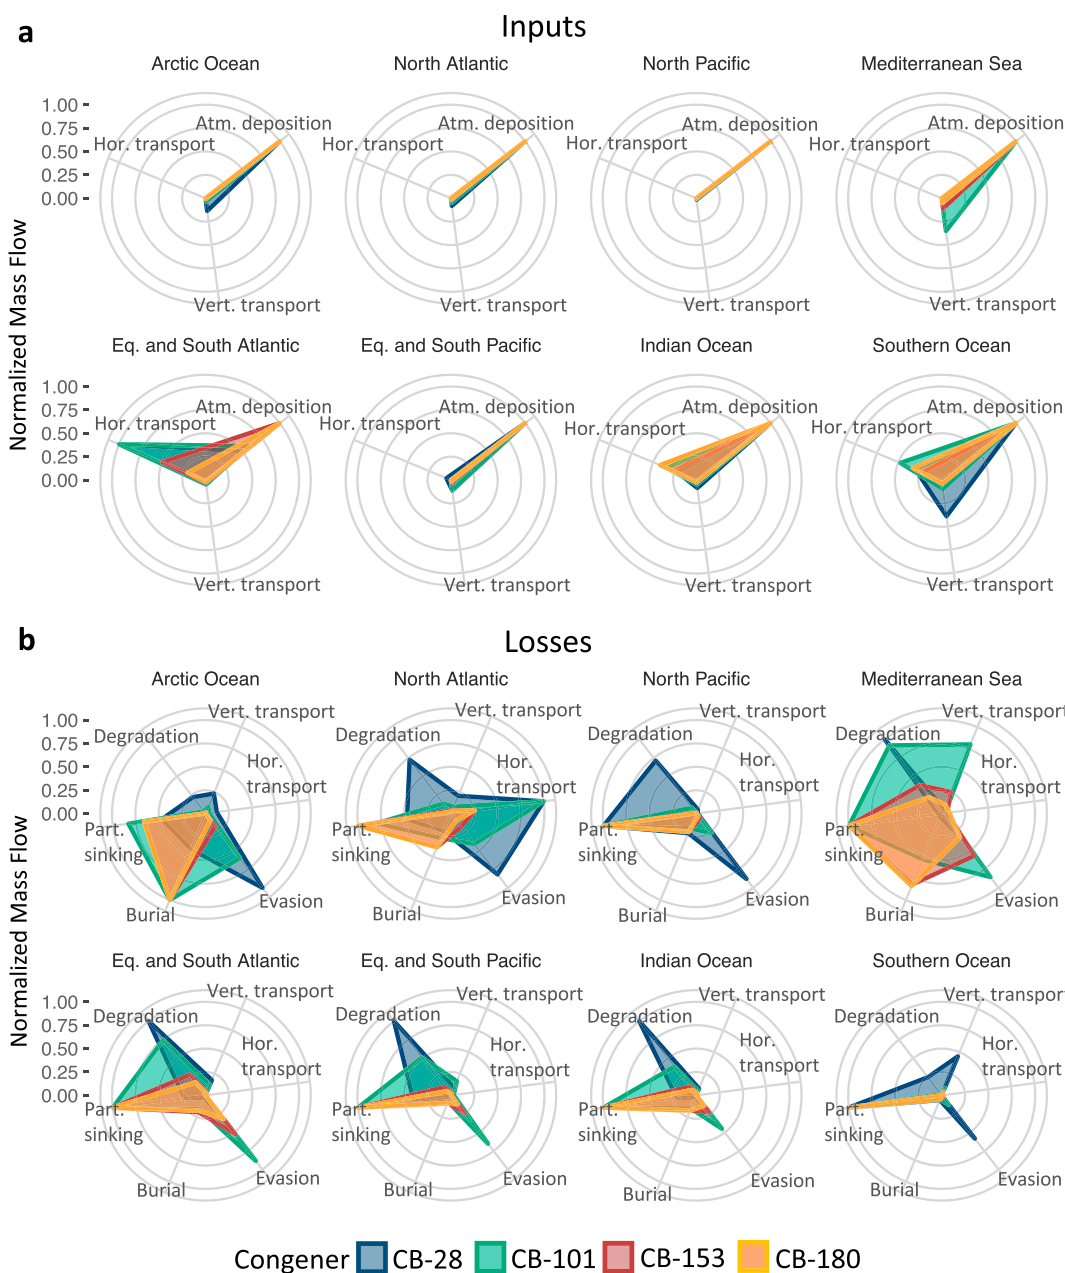 a
Inputs
Arctic Ocean
North Atlantic
North Pacific
Mediterranean Sea
1.00
0.75
0.50
0.25
0.00
Atm. deposition
Hor. transport
Vert. transport
Atm. deposition
Hor. transport
Vert. transport
Atm. deposition
Hor. transport
Vert. transport
Atm. deposition
Hor. transport
Vert. transport
Normalized Mass Flow
Eq. and South Atlantic
Eq. and South Pacific
Indian Ocean
Southern Ocean
1.00
0.75
0.50
0.25
0.00
Atm. deposition
Hor. transport
Vert. transport
Atm. deposition
Hor. transport
Vert. transport
Atm. deposition
Hor. transport
Vert. transport
Atm. deposition
Hor. transport
Vert. transport
b
Losses
Arctic Ocean
North Atlantic
North Pacific
Mediterranean Sea
1.00
0.75
0.50
0.25
0.00
Vert. transport
Degradation
Hor.
transport
Part.
sinking
Burial
Evasion
Vert. transport
Degradation
Hor.
transport
Part.
sinking
Burial
Evasion
Vert. transport
Degradation
Hor.
transport
Part.
sinking
Burial
Evasion
Vert. transport
Degradation
Hor.
transport
Part.
sinking
Burial
Evasion
Normalized Mass Flow
Eq. and South Atlantic
Eq. and South Pacific
Indian Ocean
Southern Ocean
1.00
0.75
0.50
0.25
0.00
Vert. transport
Degradation
Hor.
transport
Part.
sinking
Burial
Evasion
Vert. transport
Degradation
Hor.
transport
Part.
sinking
Burial
Evasion
Vert. transport
Degradation
Hor.
transport
Part.
sinking
Burial
Evasion
Vert. transport
Degradation
Hor.
transport
Part.
sinking
Burial
Evasion
Congener CB-28 CB-101 CB-153 CB-180